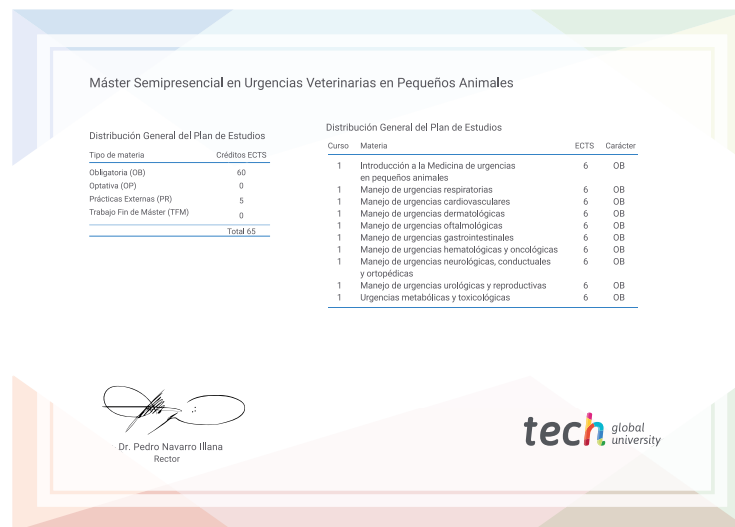 Máster Semipresencial en Urgencias Veterinarias en Pequeños Animales
Distribución General del Plan de Estudios
Tipo de materia Créditos ECTS
Obligatoria (OB) 60
Optativa (OP) 0
Prácticas Externas (PR) 5
Trabajo Fin de Máster (TFM) 0
Total 65
Distribución General del Plan de Estudios
Curso Materia ECTS Carácter
1 Introducción a la Medicina de urgencias 6 OB
en pequeños animales
1 Manejo de urgencias respiratorias 6 OB
1 Manejo de urgencias cardiovasculares 6 OB
1 Manejo de urgencias dermatológicas 6 OB
1 Manejo de urgencias oftalmológicas 6 OB
1 Manejo de urgencias gastrointestinales 6 OB
1 Manejo de urgencias hematológicas y oncológicas 6 OB
1 Manejo de urgencias neurológicas, conductuales 6 OB
y ortopédicas
1 Manejo de urgencias urológicas y reproductivas 6 OB
1 Urgencias metabólicas y toxicológicas 6 OB
Dr. Pedro Navarro Illana
Rector
tech global
university